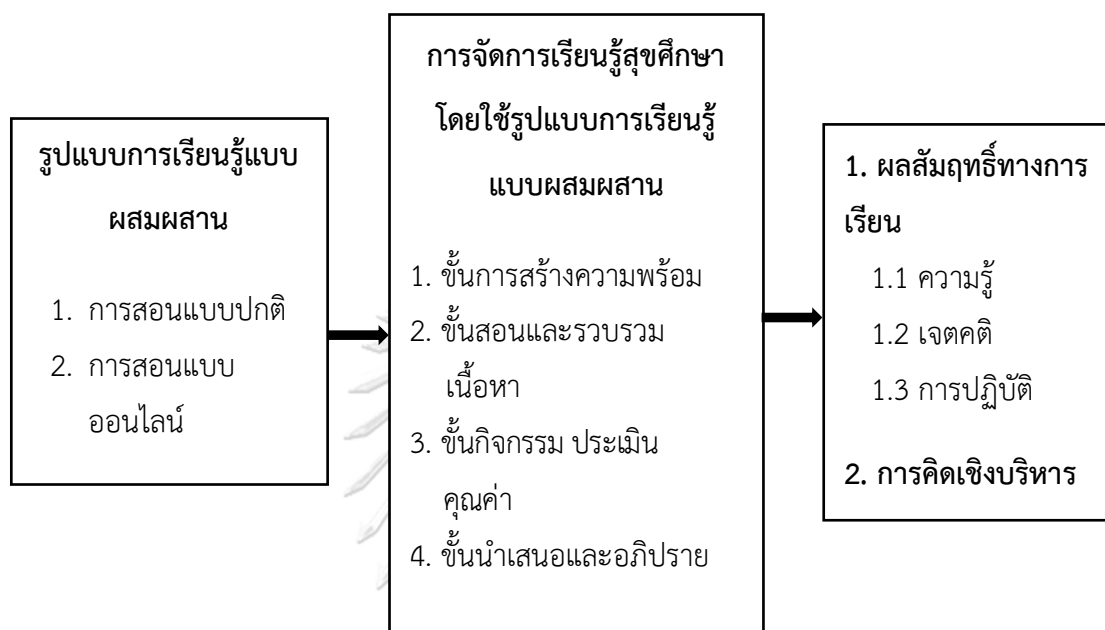 รูปแบบการเรียนรู้แบบ
ผสมผสาน
1. การสอนแบบปกติ
2. การสอนแบบ
ออนไลน์
การจัดการเรียนรู้สุขศึกษา
โดยใช้รูปแบบการเรียนรู้
แบบผสมผสาน
1. ขั้นการสร้างความพร้อม
2. ขั้นสอนและรวบรวม
เนื้อหา
3. ขั้นกิจกรรม ประเมิน
คุณค่า
4. ขั้นนำเสนอและอภิปราย
1. ผลสัมฤทธิ์ทางการ
เรียน
1.1 ความรู้
1.2 เจตคติ
1.3 การปฏิบัติ
2. การคิดเชิงบริหาร